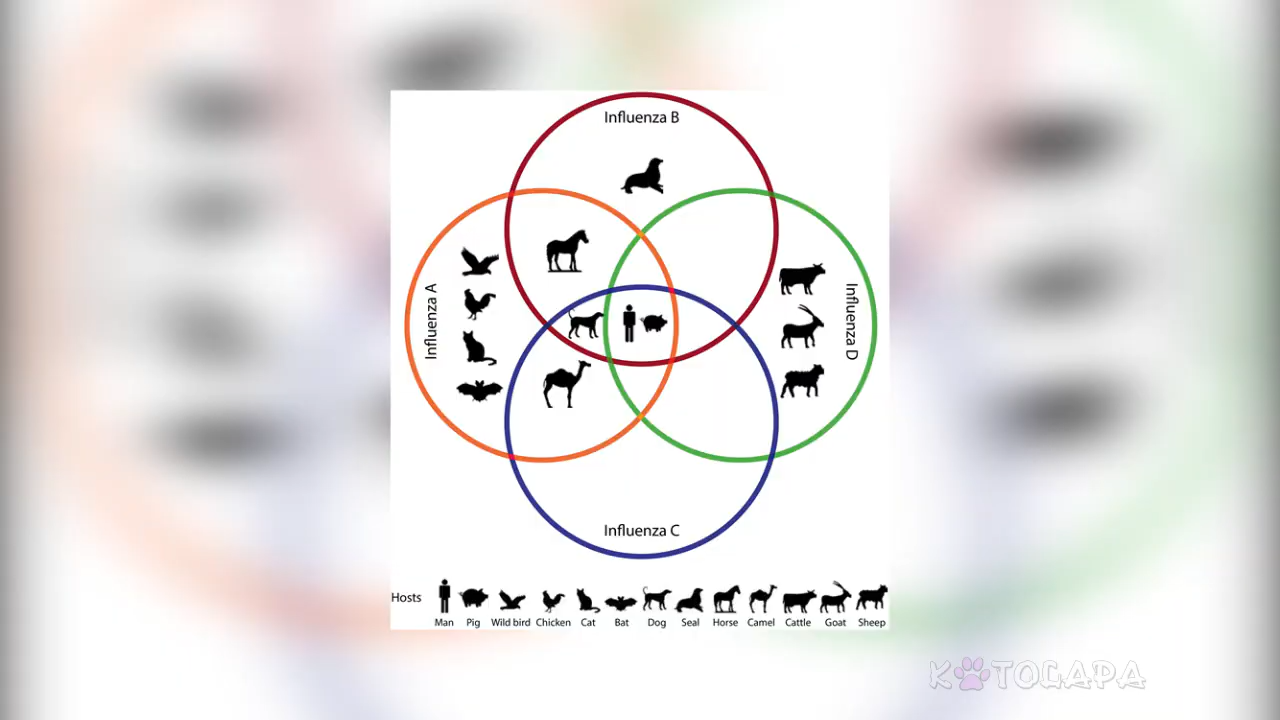 Influenza B
Influenza A
Influenza D
Influenza C
Hosts
Man Pig Wild bird Chicken Cat Bat Dog Seal Horse Camel Cattle Goat Sheep
КОТОЛАРА